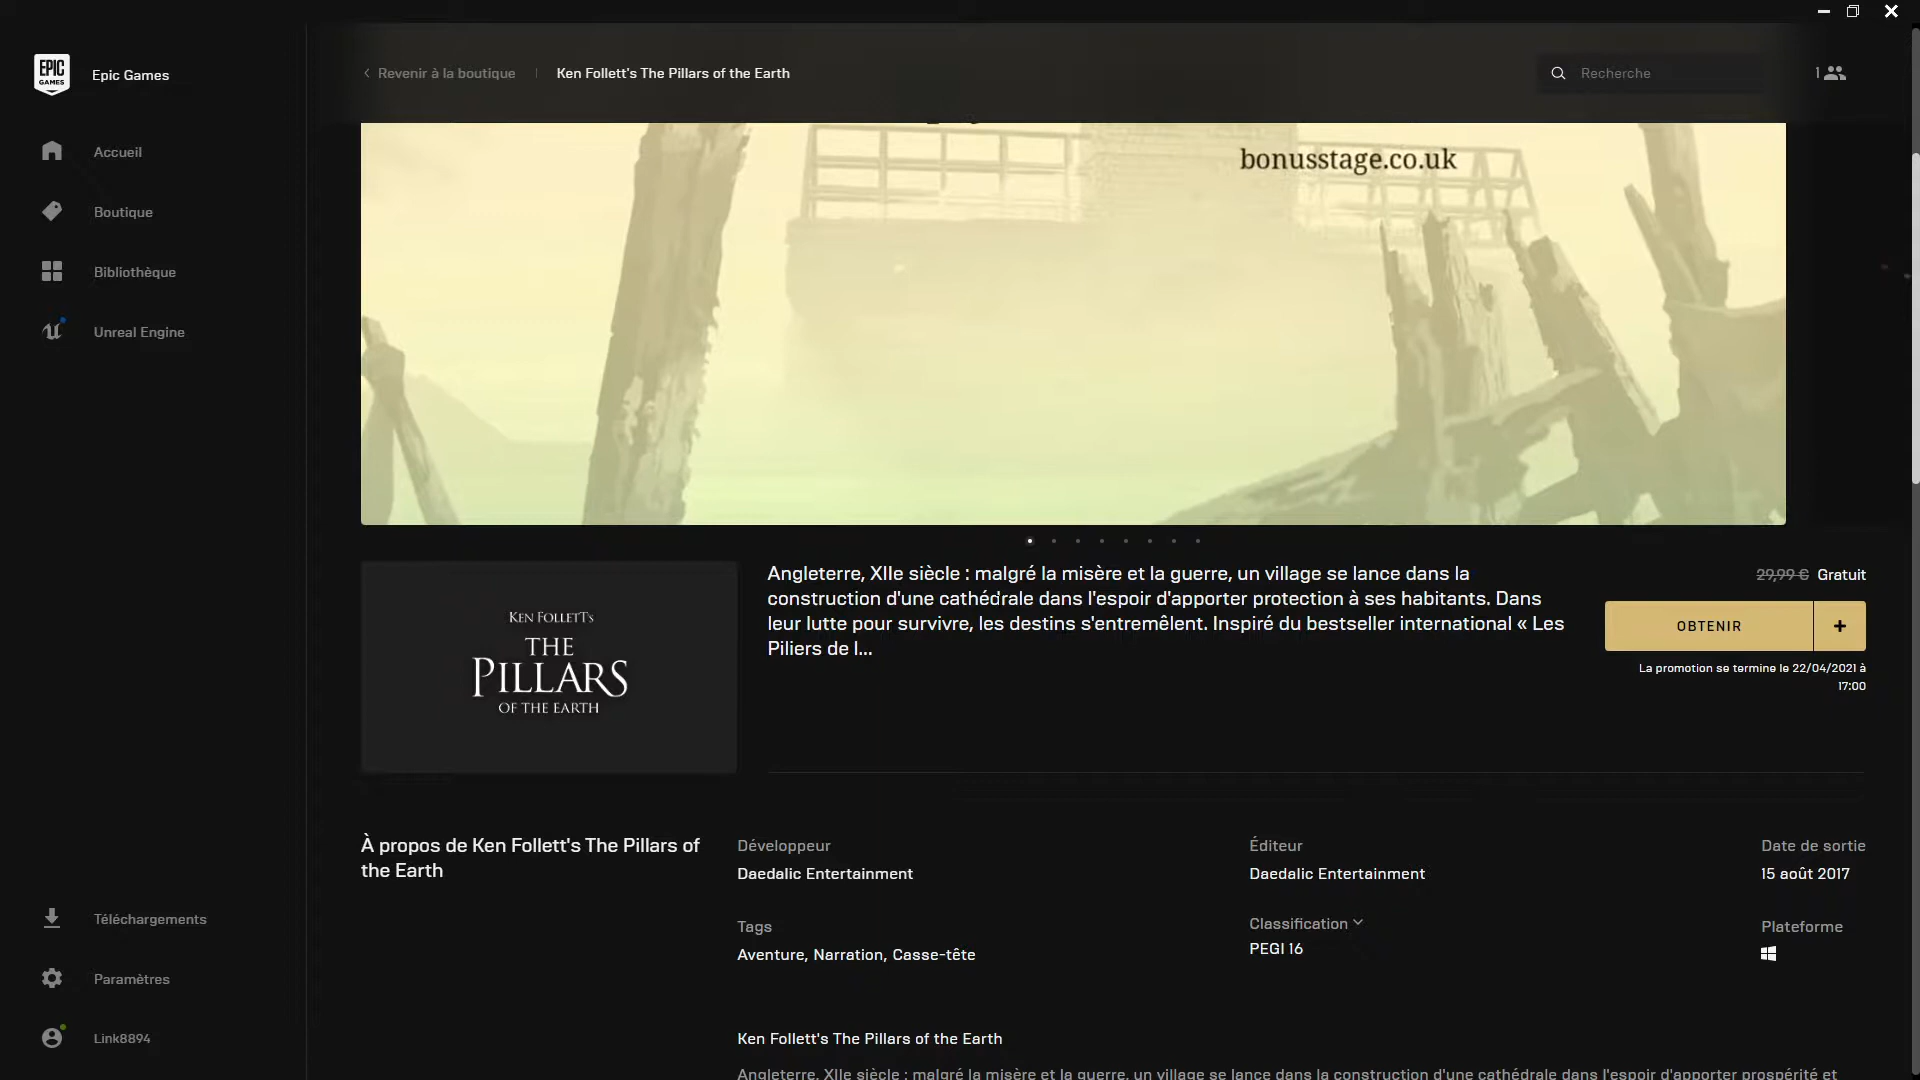 EPIC
GAMES
Epic Games
Accueil
Boutique
Bibliothèque
Unreal Engine
Téléchargements
Paramètres
Link8894
Revenir à la boutique
Ken Follett's The Pillars of the Earth
Recherche
1
bonusstage.co.uk
KEN FOLLETT'S
THE
PILLARS
OF THE EARTH
Angleterre, XIIe siècle : malgré la misère et la guerre, un village se lance dans la
construction d'une cathédrale dans l'espoir d'apporter protection à ses habitants. Dans
leur lutte pour survivre, les destins s'entremêlent. Inspiré du bestseller international « Les
Piliers de l...
29,99 € Gratuit
OBTENIR
+
La promotion se termine le 22/04/2021 à
17:00
À propos de Ken Follett's The Pillars of
the Earth
Développeur
Daedalic Entertainment
Éditeur
Daedalic Entertainment
Date de sortie
15 août 2017
Tags
Aventure, Narration, Casse-tête
Classification
PEGI 16
Plateforme
Ken Follett's The Pillars of the Earth
Angleterre, XIIe siècle : malgré la misère et la guerre, un village se lance dans la construction d'une cathédrale dans l'espoir d'apporter prospérité et